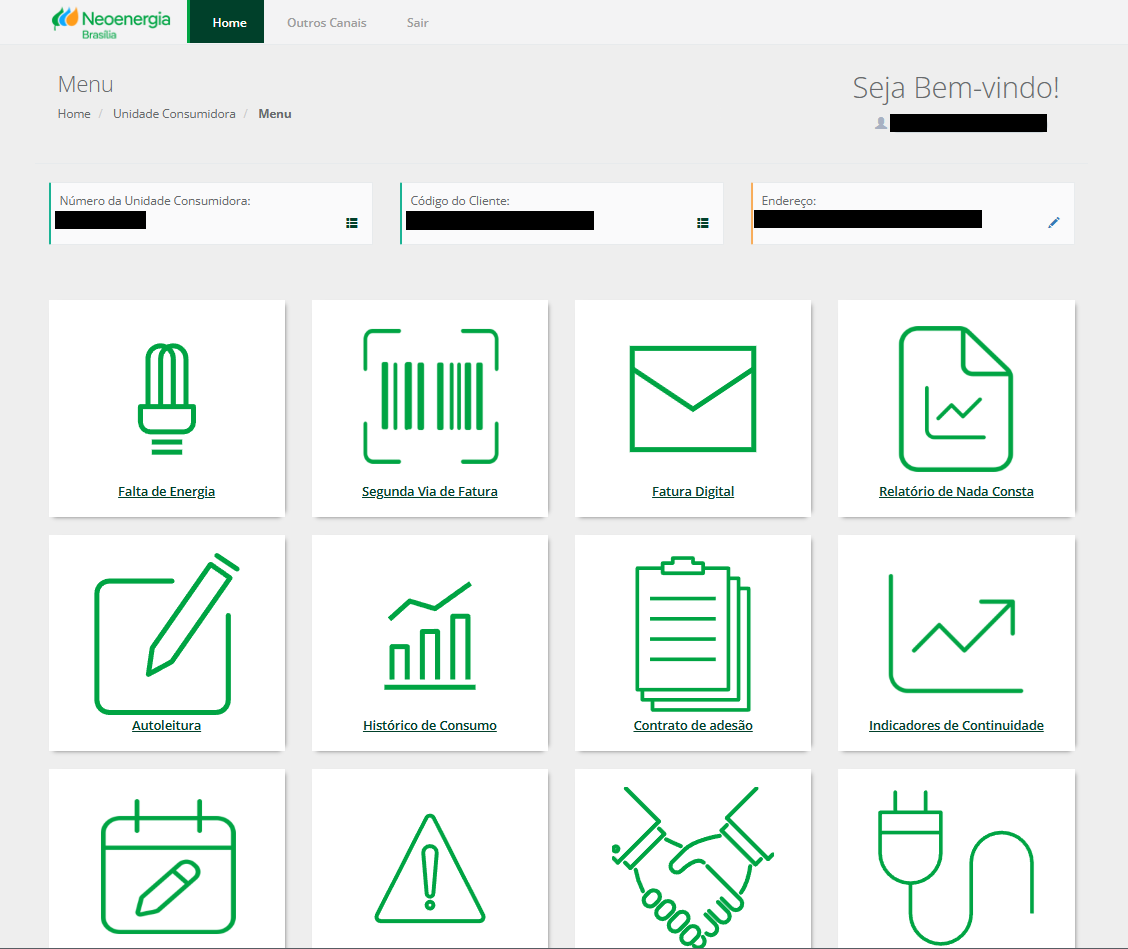 Neoenergia
Brasília
Home
Outros Canais
Sair
Menu
Home / Unidade Consumidora / Menu
Seja Bem-vindo!
Número da Unidade Consumidora:
Código do Cliente:
Endereço:
Falta de Energia
Segunda Via de Fatura
Fatura Digital
Relatório de Nada Consta
Autoleitura
Histórico de Consumo
Contrato de adesão
Indicadores de Continuidade